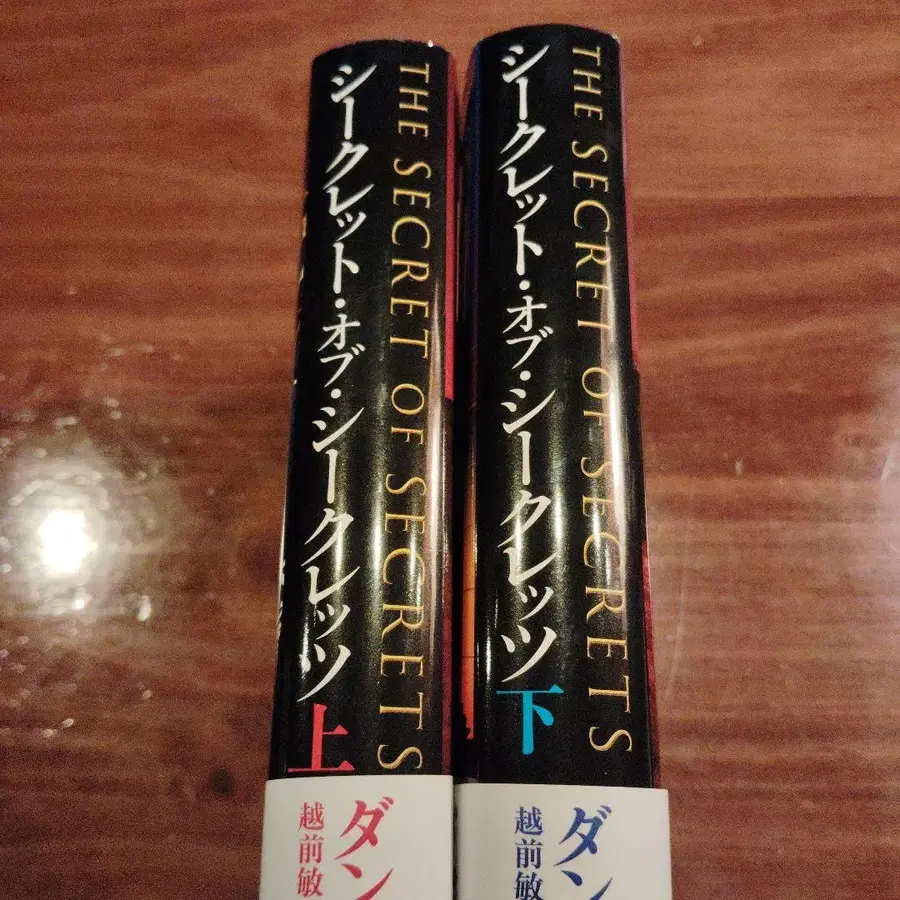 THE SECRET OF SECRETS
シークレット・オブ・シークレッツ 上
ダン
越前敏
THE SECRET OF SECRETS
シークレット・オブ・シークレッツ 下
ダン
越前敏